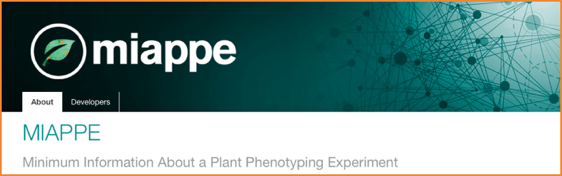 miappe
About Developers
MIAPPE
Minimum Information About a Plant Phenotyping Experiment